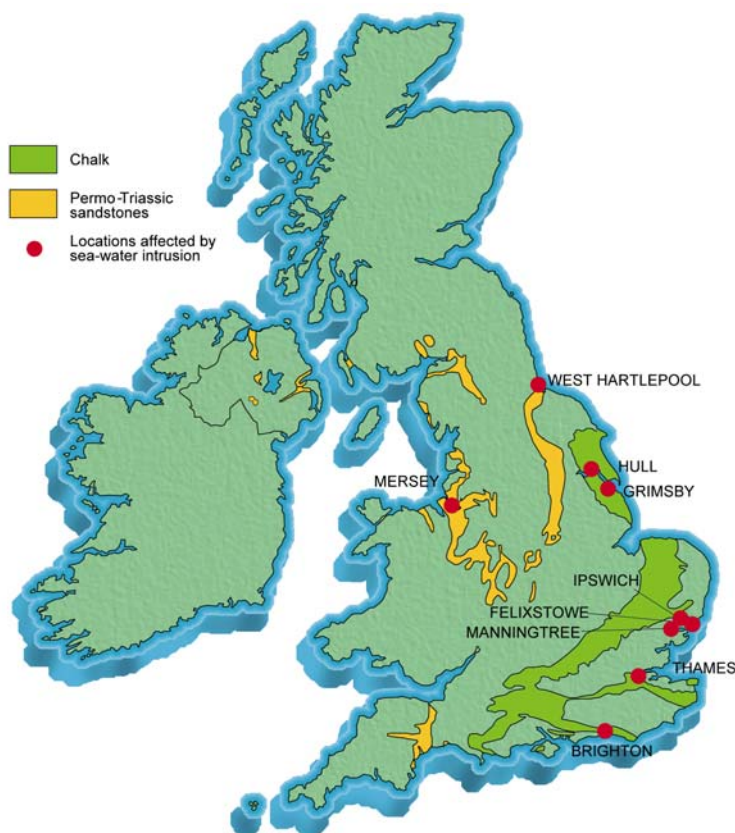 Chalk
Permo-Triassic
sandstones
Locations affected by
sea-water intrusion
WEST HARTLEPOOL
HULL
GRIMSBY
MERSEY
IPSWICH
FELIXSTOWE
MANNINGTREE
THAMES
BRIGHTON